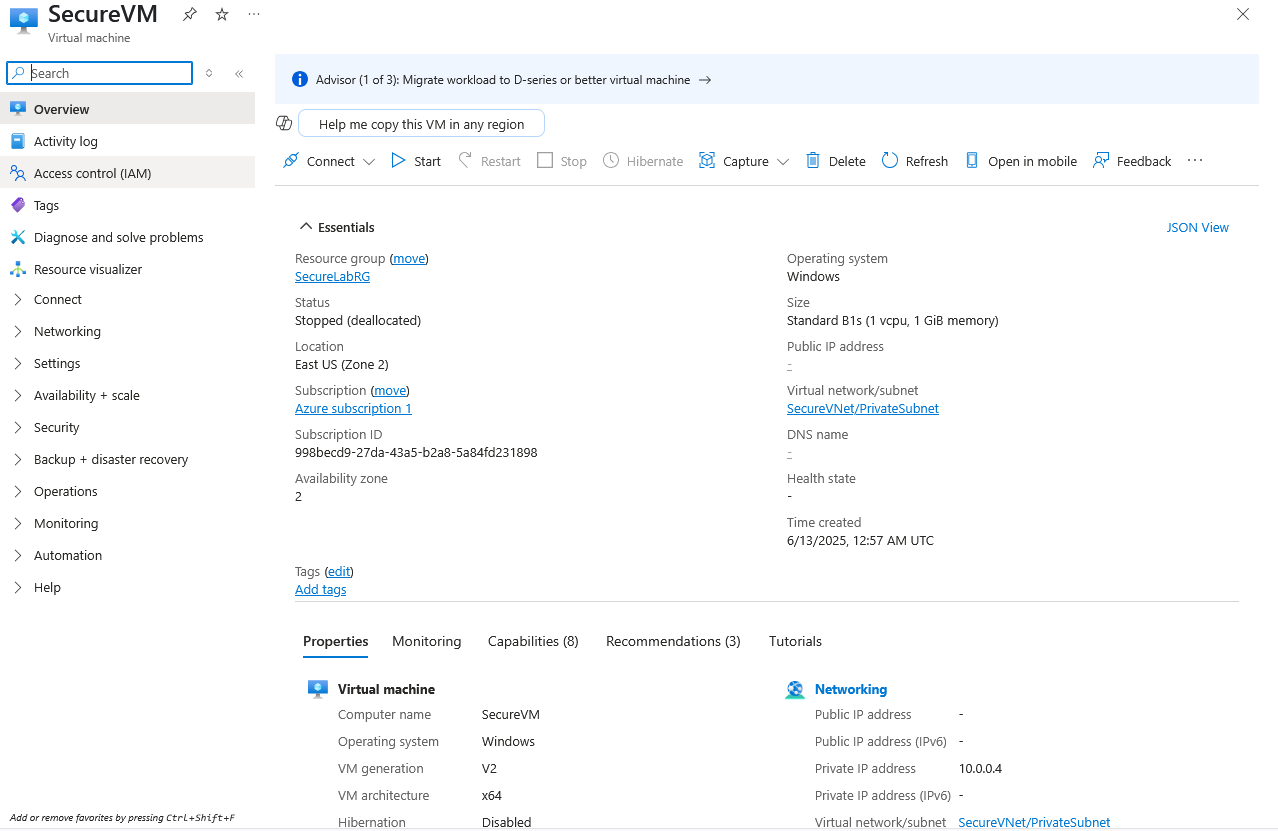 SecureVM
Virtual machine
Search
Overview
Activity log
Access control (IAM)
Tags
Diagnose and solve problems
Resource visualizer
Connect
Networking
Settings
Availability + scale
Security
Backup + disaster recovery
Operations
Monitoring
Automation
Help
Add or remove favorites by pressing Ctrl+Shift+F
Advisor (1 of 3): Migrate workload to D-series or better virtual machine →
Help me copy this VM in any region
Connect Start Restart Stop Hibernate Capture Delete Refresh Open in mobile Feedback ...
Essentials
JSON View
Resource group (move)
SecureLabRG
Status
Stopped (deallocated)
Location
East US (Zone 2)
Subscription (move)
Azure subscription 1
Subscription ID
998becd9-27da-43a5-b2a8-5a84fd231898
Availability zone
2
Operating system
Windows
Size
Standard B1s (1 vcpu, 1 GiB memory)
Public IP address
-
Virtual network/subnet
SecureVNet/PrivateSubnet
DNS name
-
Health state
-
Time created
6/13/2025, 12:57 AM UTC
Tags (edit)
Add tags
Properties Monitoring Capabilities (8) Recommendations (3) Tutorials
Virtual machine
Computer name SecureVM
Operating system Windows
VM generation V2
VM architecture x64
Hibernation Disabled
Networking
Public IP address -
Public IP address (IPv6) -
Private IP address 10.0.0.4
Private IP address (IPv6) -
Virtual network/subnet SecureVNet/PrivateSubnet